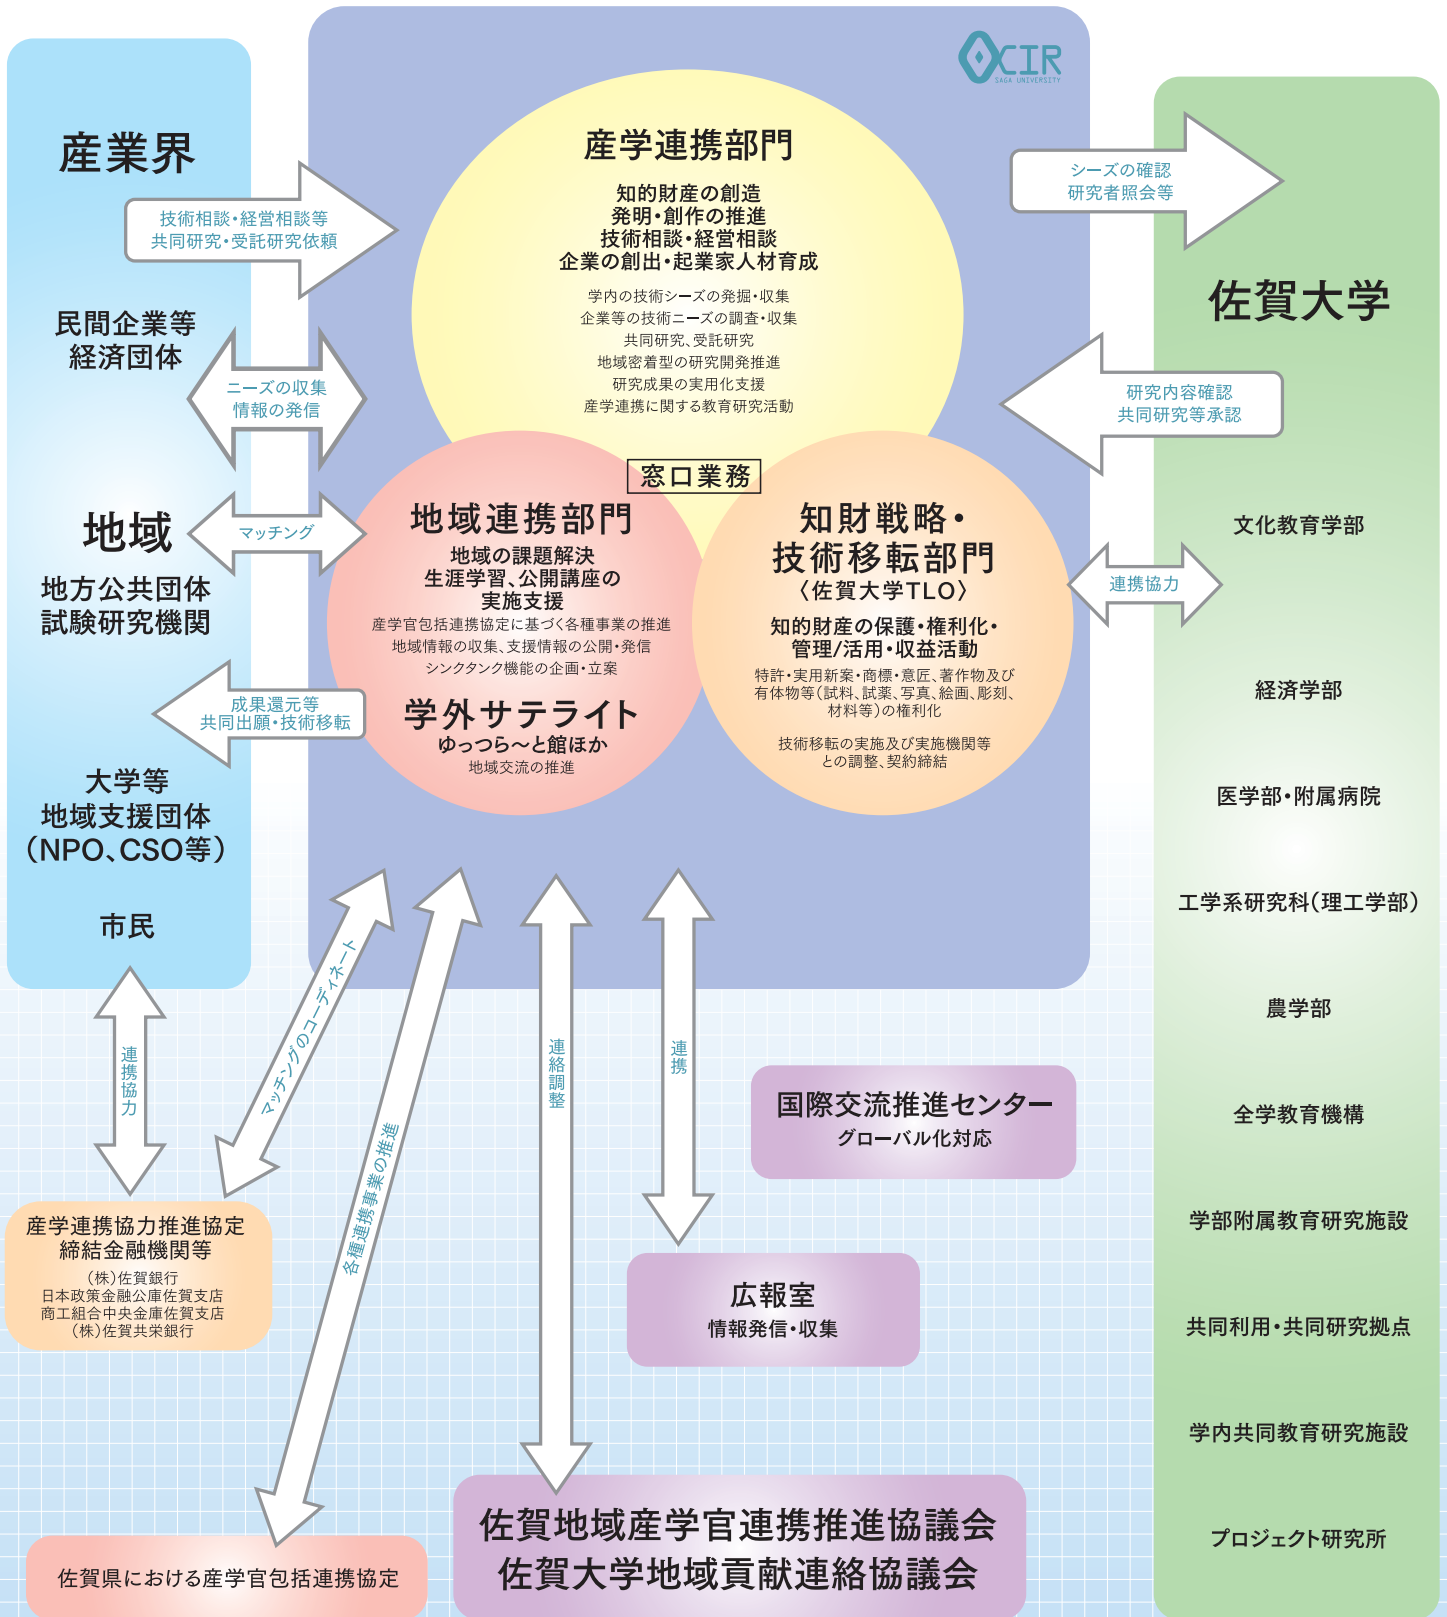 産業界
技術相談・経営相談等
共同研究・受託研究依頼
民間企業等
経済団体
ニーズの収集
情報の発信
地域
マッチング
地方公共団体
試験研究機関
成果還元等
共同出願・技術移転
大学等
地域支援団体
（NPO、CSO等）
市民
CIR
SAGA UNIVERSITY
産学連携部門
知的財産の創造
発明・創作の推進
技術相談・経営相談
企業の創出・起業家人材育成
学内の技術シーズの発掘・収集
企業等の技術ニーズの調査・収集
共同研究、受託研究
地域密着型の研究開発推進
研究成果の実用化支援
産学連携に関する教育研究活動
窓口業務
地域連携部門
地域の課題解決
生涯学習、公開講座の
実施支援
産学官包括連携協定に基づく各種事業の推進
地域情報の収集、支援情報の公開・発信
シンクタンク機能の企画・立案
学外サテライト
ゆっつら～と館ほか
地域交流の推進
知財戦略・
技術移転部門
〈佐賀大学TLO〉
知的財産の保護・権利化・
管理/活用・収益活動
特許・実用新案・商標・意匠、著作物及び
有体物等（試料、試薬、写真、絵画、彫刻、
材料等）の権利化
技術移転の実施及び実施機関等
との調整、契約締結
シーズの確認
研究者照会等
佐賀大学
研究内容確認
共同研究等承認
連携協力
文化教育学部
経済学部
医学部・附属病院
工学系研究科（理工学部）
農学部
全学教育機構
学部附属教育研究施設
共同利用・共同研究拠点
学内共同教育研究施設
プロジェクト研究所
連携協力
マッチングのコーディネート
各種連携事業の推進
連絡調整
連携
国際交流推進センター
グローバル化対応
産学連携協力推進協定
締結金融機関等
（株）佐賀銀行
日本政策金融公庫佐賀支店
商工組合中央金庫佐賀支店
（株）佐賀共栄銀行
広報室
情報発信・収集
佐賀県における産学官包括連携協定
佐賀地域産学官連携推進協議会
佐賀大学地域貢献連絡協議会